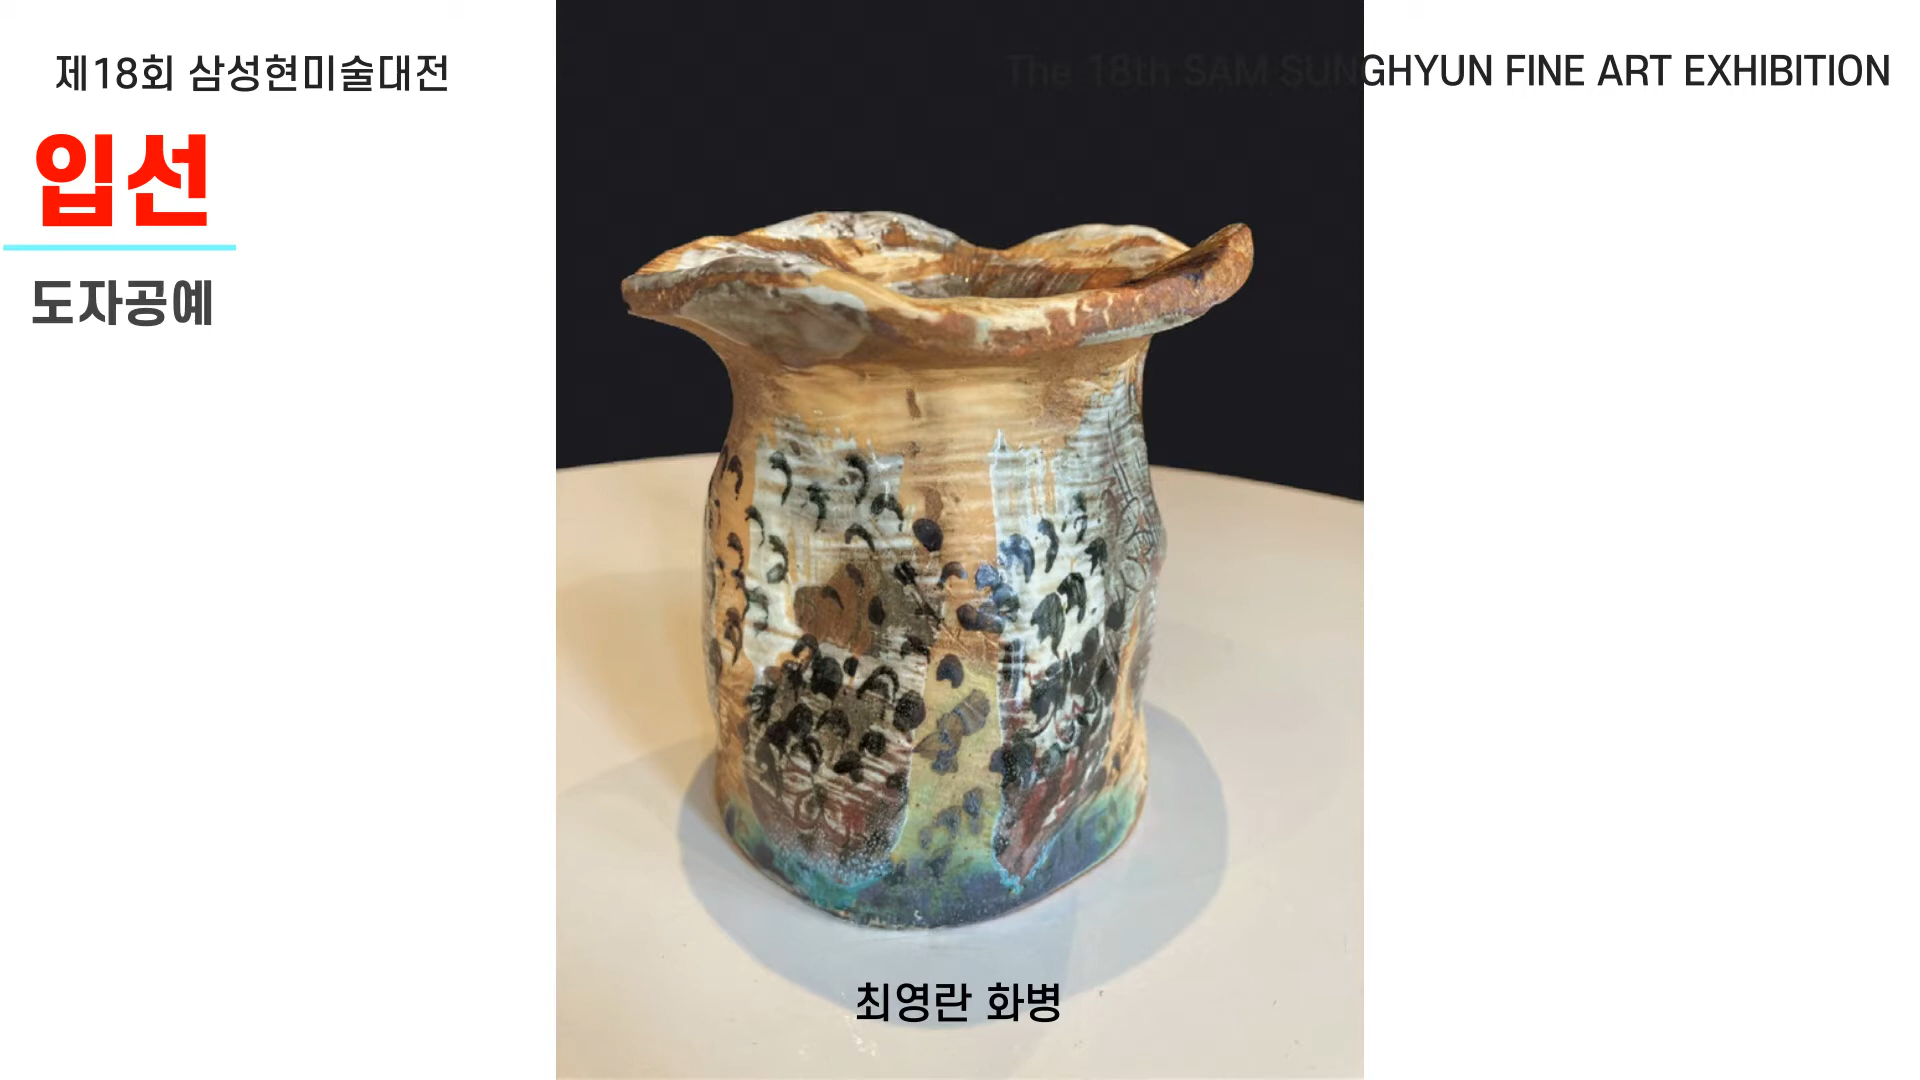 제18회 삼성현미술대전
The 18th SAM SUNGHYUN FINE ART EXHIBITION
입선
도자공예
최영란 화병